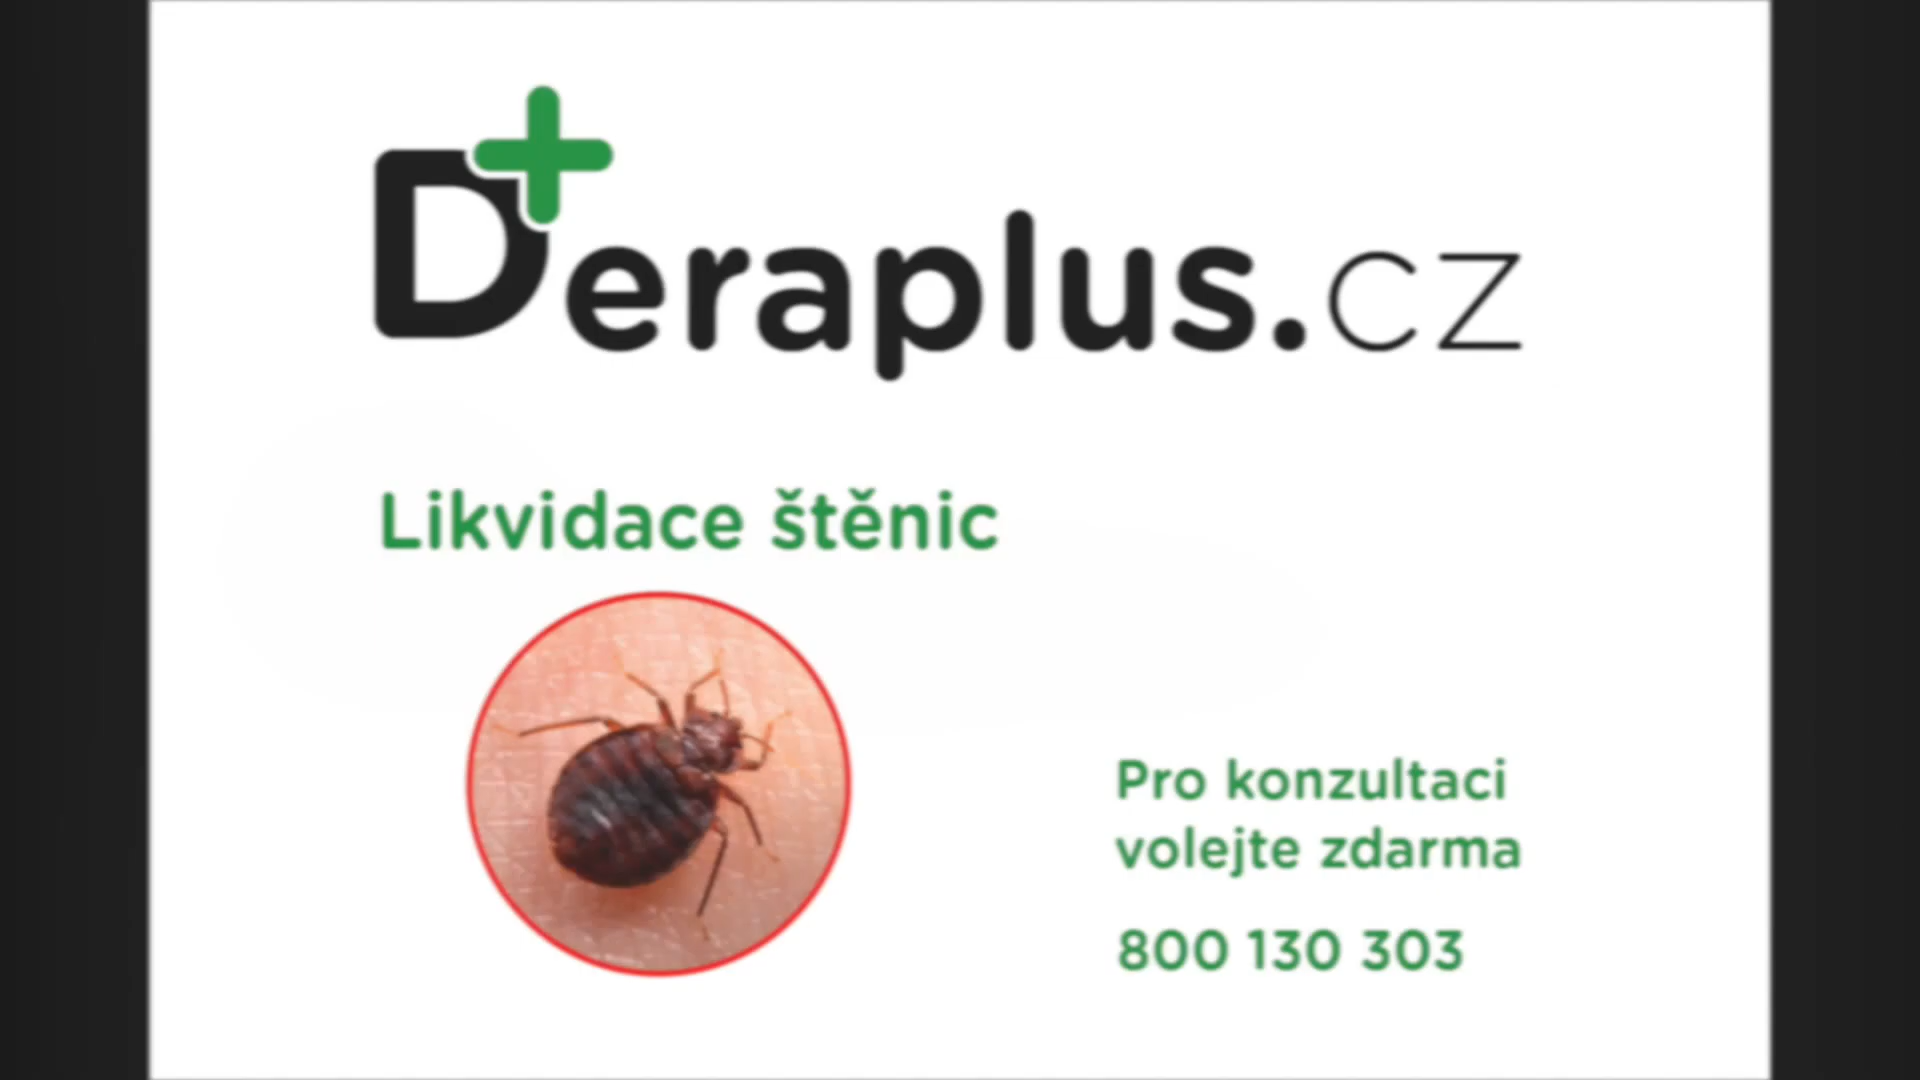 Deraplus.cz
Likvidace štěnic
Pro konzultaci
volejte zdarma
800 130 303